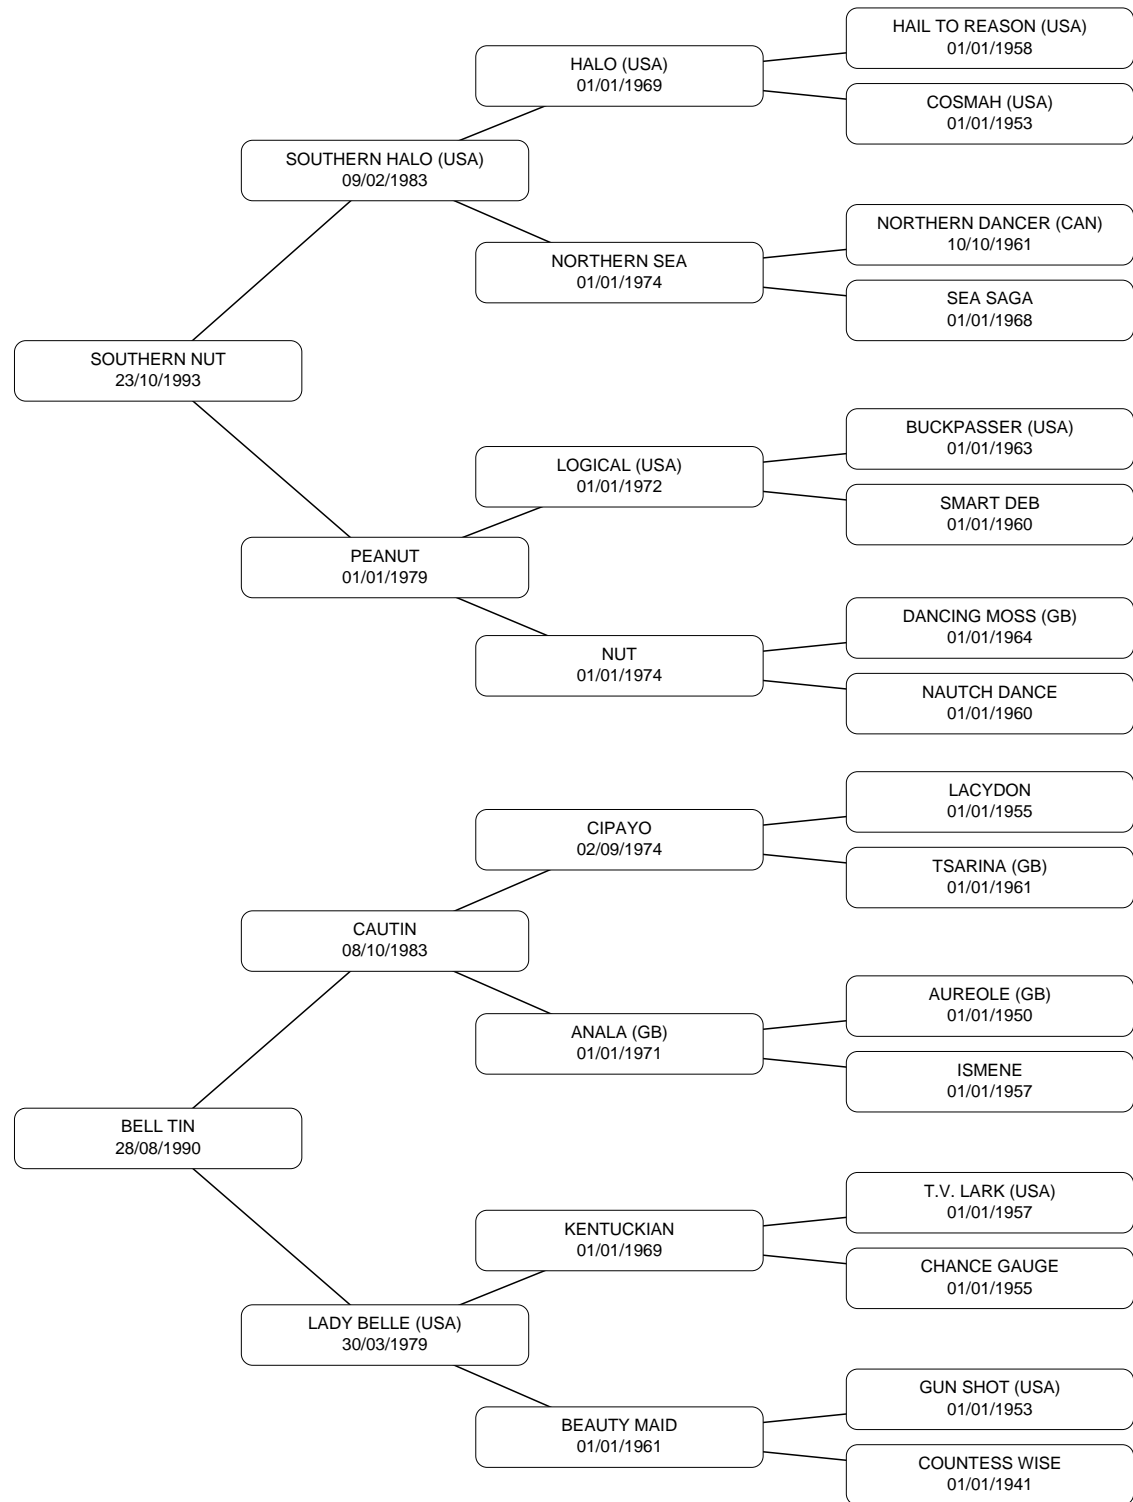 HAIL TO REASON (USA)
01/01/1958
HALO (USA)
01/01/1969
COSMAH (USA)
01/01/1953
SOUTHERN HALO (USA)
09/02/1983
NORTHERN DANCER (CAN)
10/10/1961
NORTHERN SEA
01/01/1974
SEA SAGA
01/01/1968
SOUTHERN NUT
23/10/1993
BUCKPASSER (USA)
01/01/1963
LOGICAL (USA)
01/01/1972
SMART DEB
01/01/1960
PEANUT
01/01/1979
DANCING MOSS (GB)
01/01/1964
NUT
01/01/1974
NAUTCH DANCE
01/01/1960
LACYDON
01/01/1955
CIPAYO
02/09/1974
TSARINA (GB)
01/01/1961
CAUTIN
08/10/1983
AUREOLE (GB)
01/01/1950
ANALA (GB)
01/01/1971
ISMENE
01/01/1957
BELL TIN
28/08/1990
T.V. LARK (USA)
01/01/1957
KENTUCKIAN
01/01/1969
CHANCE GAUGE
01/01/1955
LADY BELLE (USA)
30/03/1979
GUN SHOT (USA)
01/01/1953
BEAUTY MAID
01/01/1961
COUNTESS WISE
01/01/1941